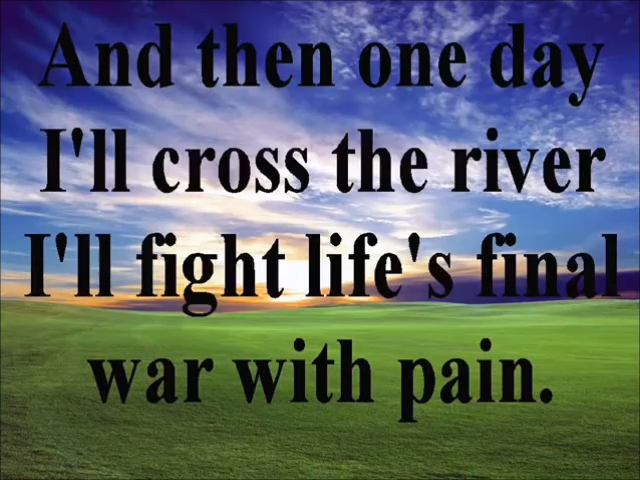 And then one day
I'll cross the river
I'll fight life's final
war with pain.